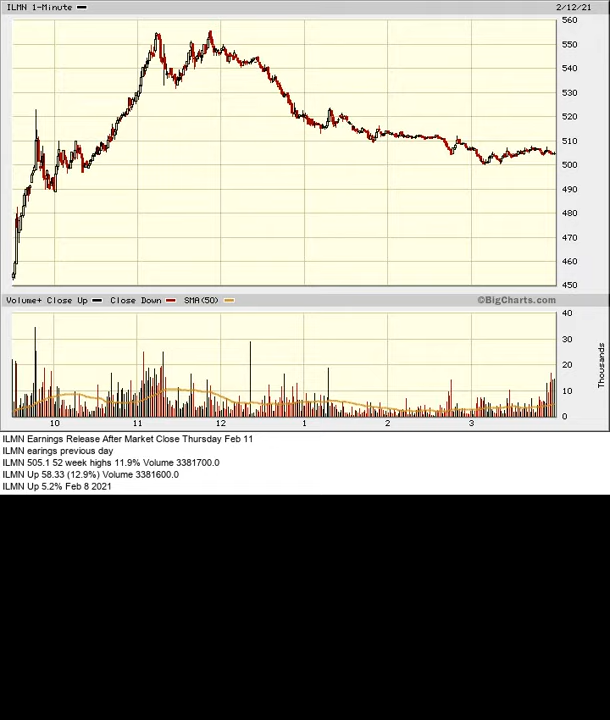 ILMN 1-Minute 2/12/21
560
550
540
530
520
510
500
490
480
470
460
450
Volume+ Close Up Close Down SMA(50) ©BigCharts.com
40
30
20
10
0
Thousands
10 11 12 1 2 3
ILMN Earnings Release After Market Close Thursday Feb 11
ILMN earings previous day
ILMN 505.1 52 week highs 11.9% Volume 3381700.0
ILMN Up 58.33 (12.9%) Volume 3381600.0
ILMN Up 5.2% Feb 8 2021